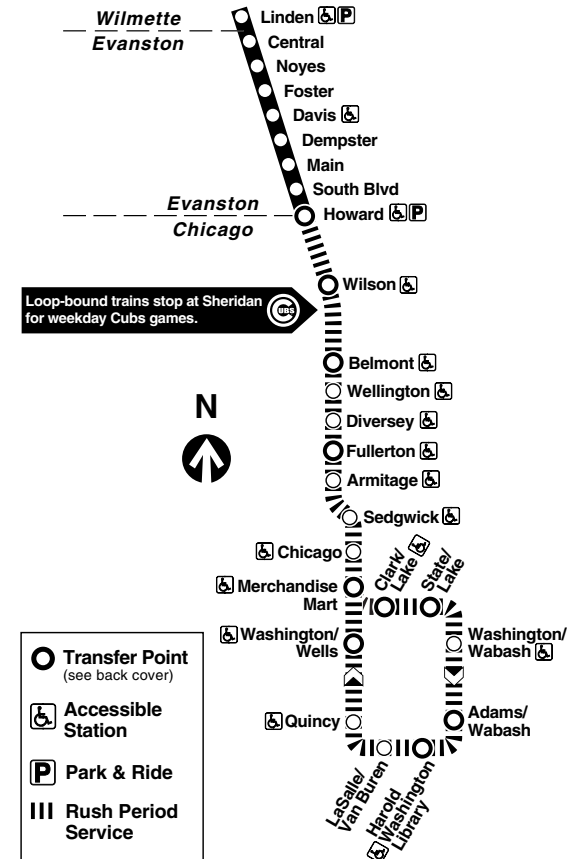 Wilmette
Evanston
Linden P
Central
Noyes
Foster
Davis
Dempster
Main
South Blvd
Evanston
Chicago
Howard P
Wilson
Loop-bound trains stop at Sheridan
for weekday Cubs games.
CUBS
Belmont
Wellington
N
Diversey
Fullerton
Armitage
Sedgwick
Chicago
Merchandise
Mart
Clark/
Lake
State/
Lake
Washington/
Wells
Washington/
Wabash
Quincy
Adams/
Wabash
LaSalle/
Van Buren
Harold
Washington
Library
Transfer Point
(see back cover)
Accessible
Station
P Park & Ride
Rush Period
Service